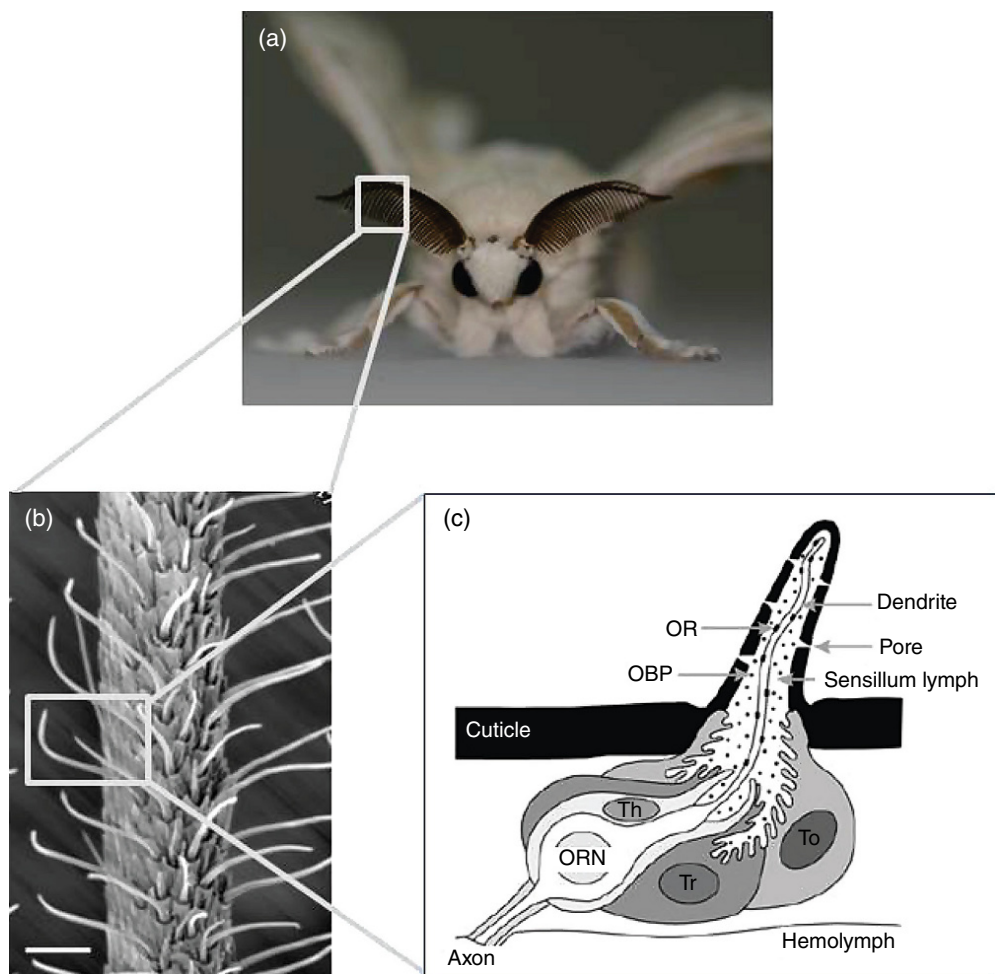 (a)
(b)
(c)
OR
Dendrite
OBP
Pore
Sensillum lymph
Cuticle
Th
ORN
To
Tr
Axon
Hemolymph